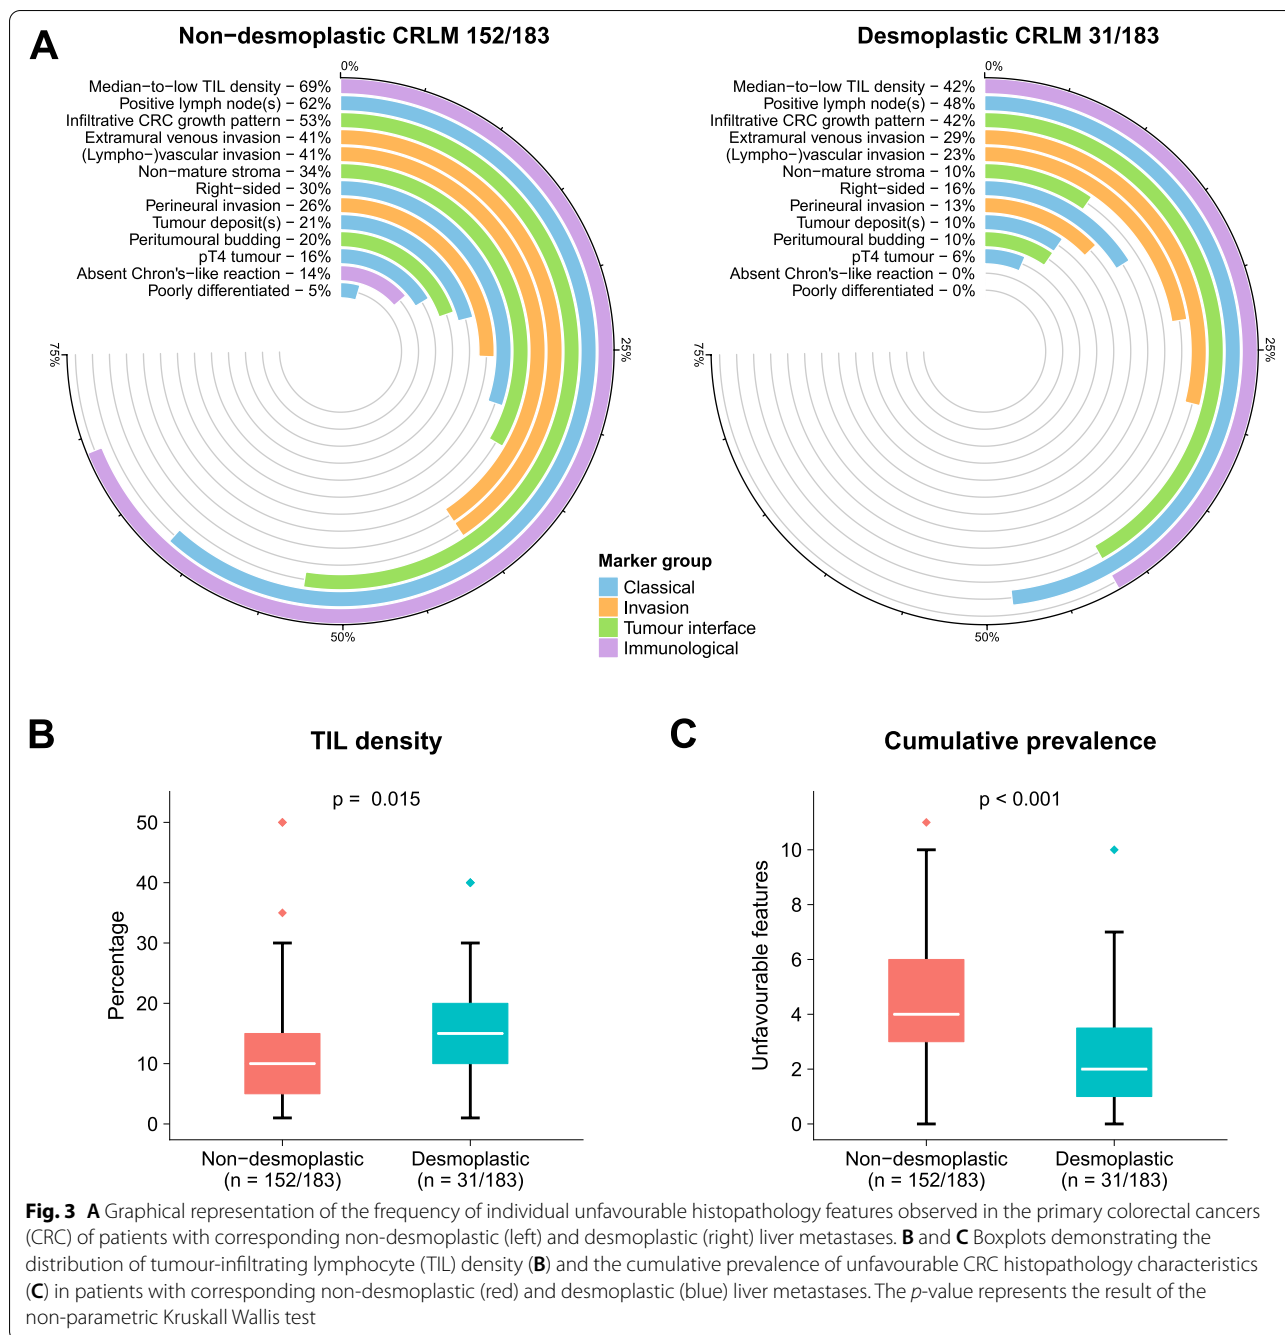 A
Non−desmoplastic CRLM 152/183
0%
Median-to-low TIL density − 69%
Positive lymph node(s) − 62%
Infiltrative CRC growth pattern − 53%
Extramural venous invasion − 41%
(Lympho-)vascular invasion − 41%
Non-mature stroma − 34%
Right−sided − 30%
Perineural invasion − 26%
Tumour deposit(s) − 21%
Peritumoural budding − 20%
pT4 tumour − 16%
Absent Chron's−like reaction − 14%
Poorly differentiated − 5%
25%
50%
75%
Desmoplastic CRLM 31/183
0%
Median-to-low TIL density − 42%
Positive lymph node(s) − 48%
Infiltrative CRC growth pattern − 42%
Extramural venous invasion − 29%
(Lympho-)vascular invasion − 23%
Non−mature stroma − 10%
Right−sided − 16%
Perineural invasion − 13%
Tumour deposit(s) − 10%
Peritumoural budding − 10%
pT4 tumour − 6%
Absent Chron's−like reaction − 0%
Poorly differentiated − 0%
25%
50%
75%
Marker group
Classical
Invasion
Tumour interface
Immunological
B
TIL density
p = 0.015
Percentage
50
40
30
20
10
0
Non−desmoplastic
(n = 152/183)
Desmoplastic
(n = 31/183)
C
Cumulative prevalence
p < 0.001
Unfavourable features
10
8
6
4
2
0
Non−desmoplastic
(n = 152/183)
Desmoplastic
(n = 31/183)
Fig. 3 A Graphical representation of the frequency of individual unfavourable histopathology features observed in the primary colorectal cancers
(CRC) of patients with corresponding non-desmoplastic (left) and desmoplastic (right) liver metastases. B and C Boxplots demonstrating the
distribution of tumour-infiltrating lymphocyte (TIL) density (B) and the cumulative prevalence of unfavourable CRC histopathology characteristics
(C) in patients with corresponding non-desmoplastic (red) and desmoplastic (blue) liver metastases. The p-value represents the result of the
non-parametric Kruskall Wallis test